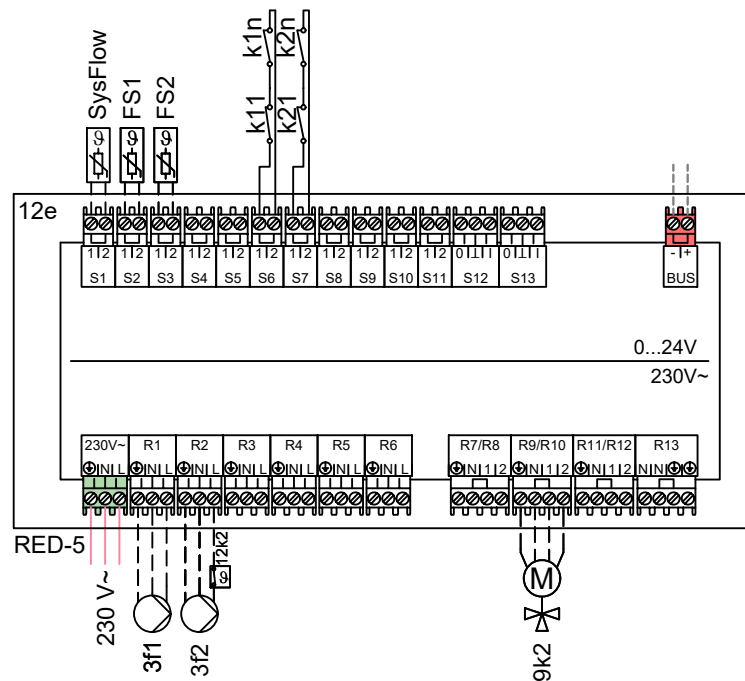 SysFlow
FS1
FS2
k1n
k2n
k11
k21
12e
1 2 1 2 1 2 1 2 1 2 1 2 1 2 1 2 1 2 1 2 1 2 0 ⊥ I 0 ⊥ I - +
S1 S2 S3 S4 S5 S6 S7 S8 S9 S10 S11 S12 S13 BUS
0...24V
230V~
230V~ R1 R2 R3 R4 R5 R6 R7/R8 R9/R10 R11/R12 R13
N L N L N L N L N L N L N L N 1 2 N 1 2 N 1 2 N N
RED-5
12k2
ϑ
M
230 V~
3f1
3f2
9k2